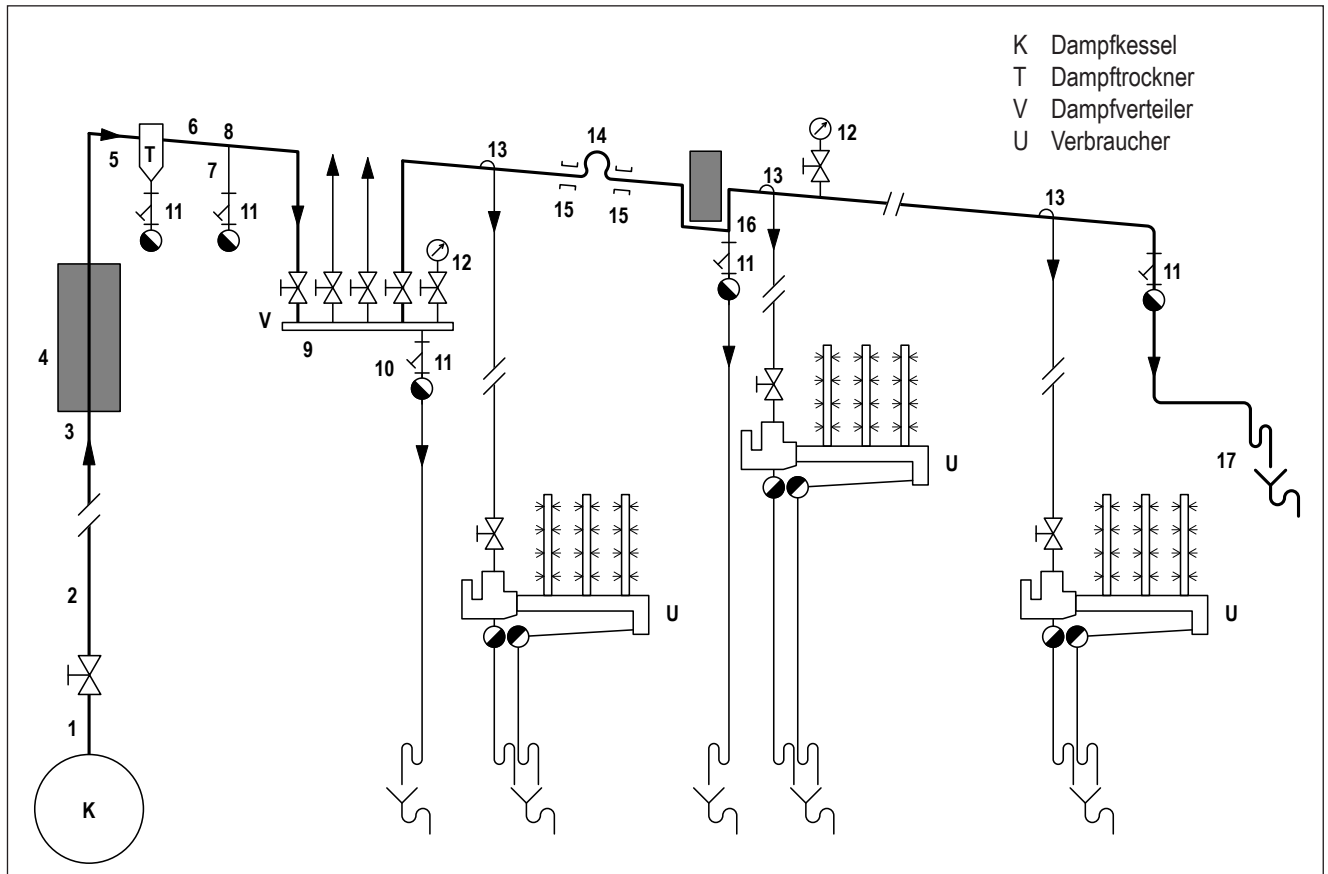 K Dampfkessel
T Dampftrockner
V Dampfverteiler
U Verbraucher
12
14
6 8
13
5 T
7
13
15 15
13
11 11
16
12
11
11
V
4
9
10 11
3
U
17
2
U
U
1
K